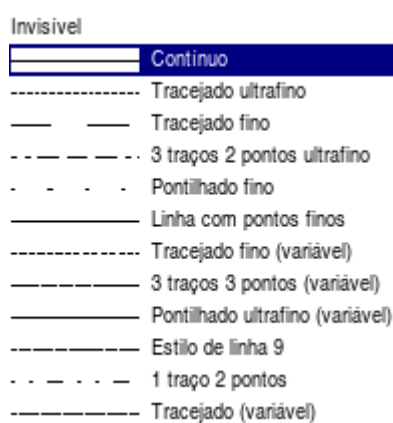 Invisível
Contínuo
Tracejado ultrafino
Tracejado fino
3 traços 2 pontos ultrafino
Pontilhado fino
Linha com pontos finos
Tracejado fino (variável)
3 traços 3 pontos (variável)
Pontilhado ultrafino (variável)
Estilo de linha 9
1 traço 2 pontos
Tracejado (variável)